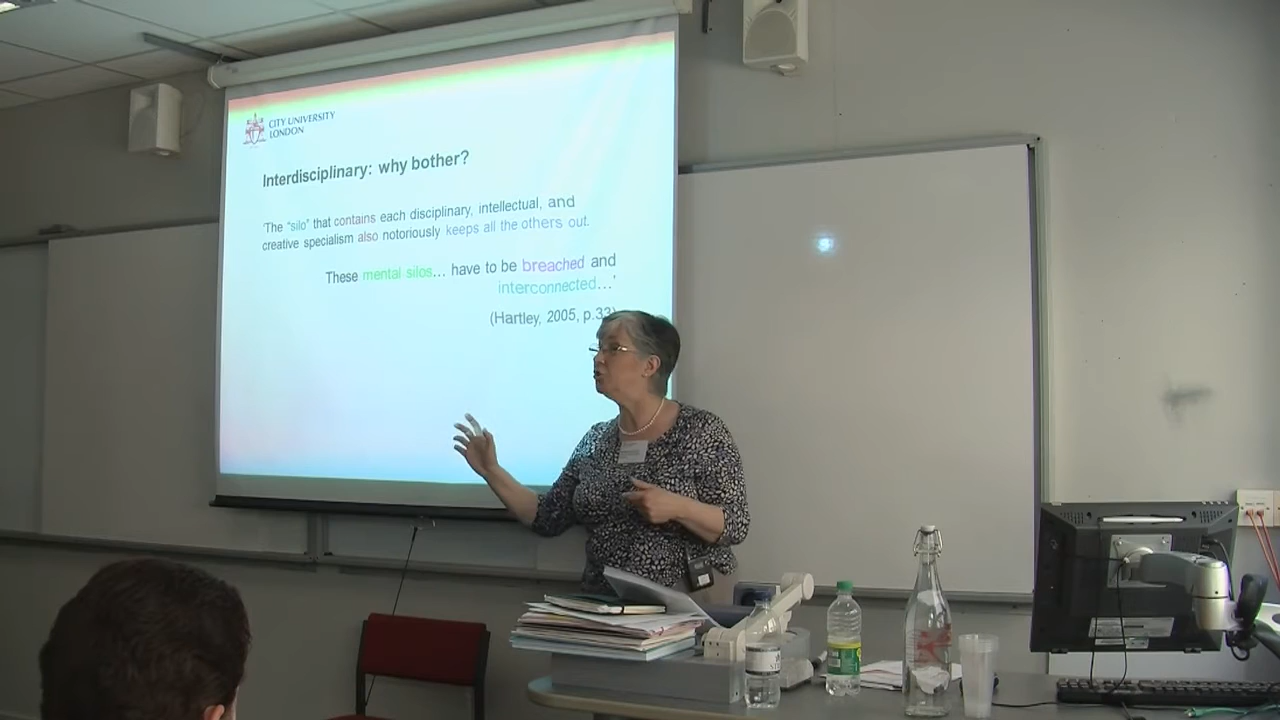 CITY UNIVERSITY
LONDON
Interdisciplinary: why bother?
'The "silo" that contains each disciplinary, intellectual, and
creative specialism also notoriously keeps all the others out.
These mental silos... have to be breached and
interconnected...'
(Hartley, 2005, p.33)